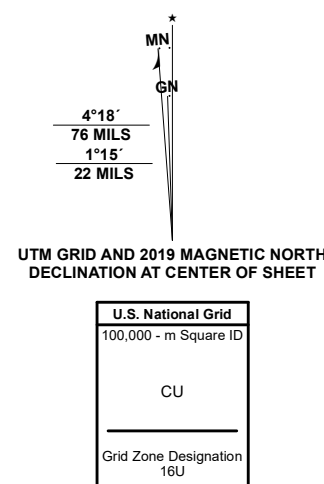 MN
GN
4°18´
76 MILS
1°15´
22 MILS
UTM GRID AND 2019 MAGNETIC NORTH
DECLINATION AT CENTER OF SHEET
U.S. National Grid
100,000 - m Square ID
CU
Grid Zone Designation
16U